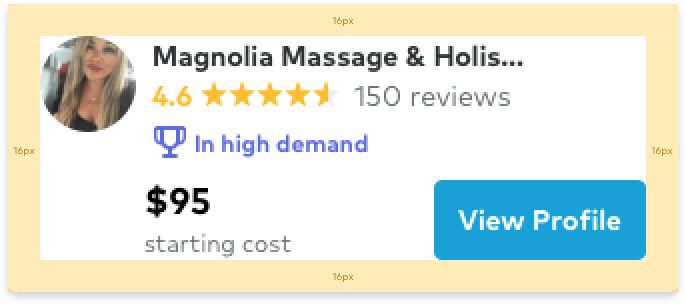 16px
Magnolia Massage & Holis...
4.6 150 reviews
16px
In high demand
16px
$95
View Profile
starting cost
16px